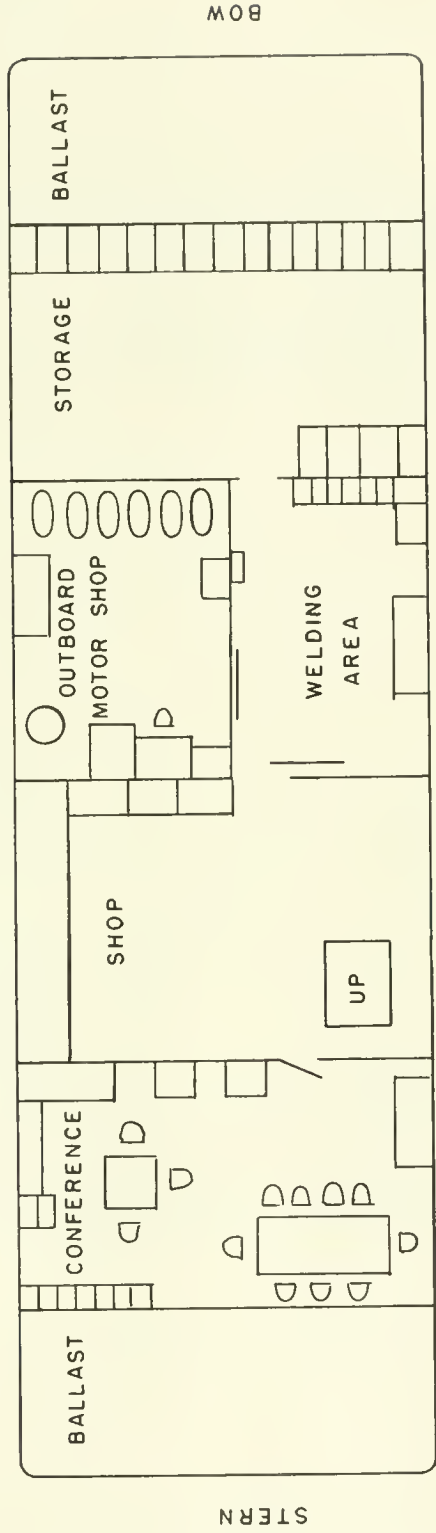 BOW
BALLAST
STORAGE
OUTBOARD
MOTOR SHOP
WELDING
AREA
SHOP
UP
CONFERENCE
BALLAST
STERN